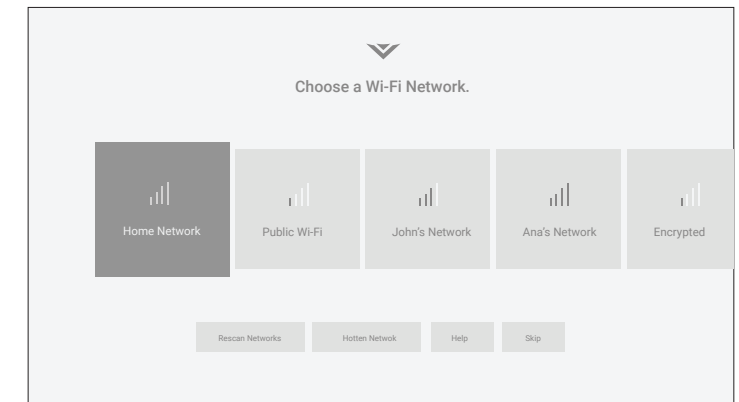 Choose a Wi-Fi Network.
Home Network
Public Wi-Fi
John's Network
Ana's Network
Encrypted
Rescan Networks
Hotten Netwok
Help
Skip